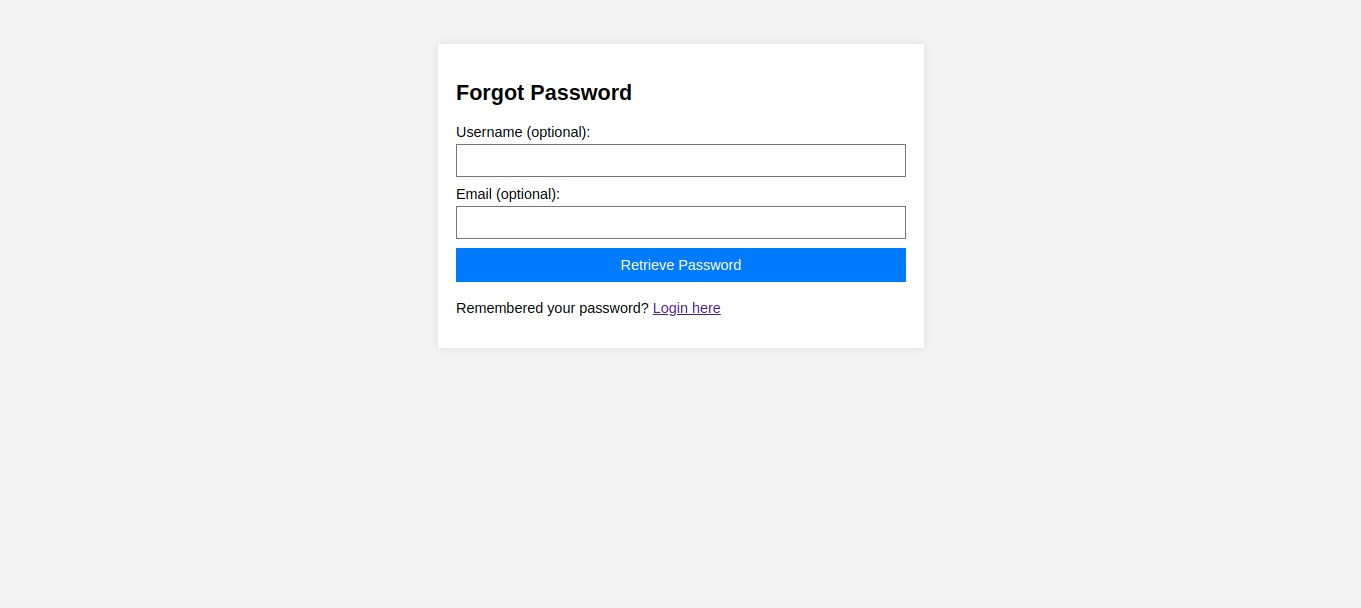 Forgot Password
Username (optional):
Email (optional):
Retrieve Password
Remembered your password? Login here